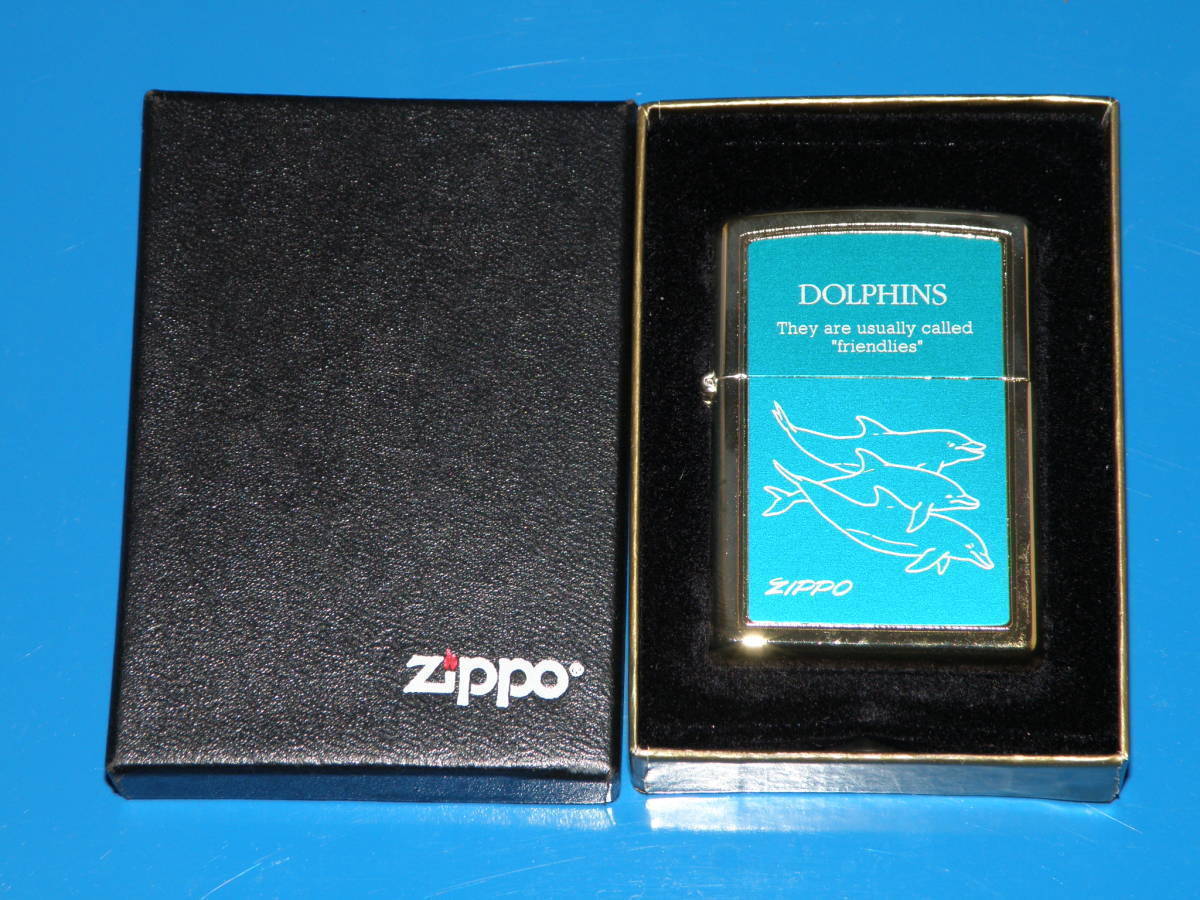 zippo®
DOLPHINS
They are usually called
"friendlies"
ZIPPO